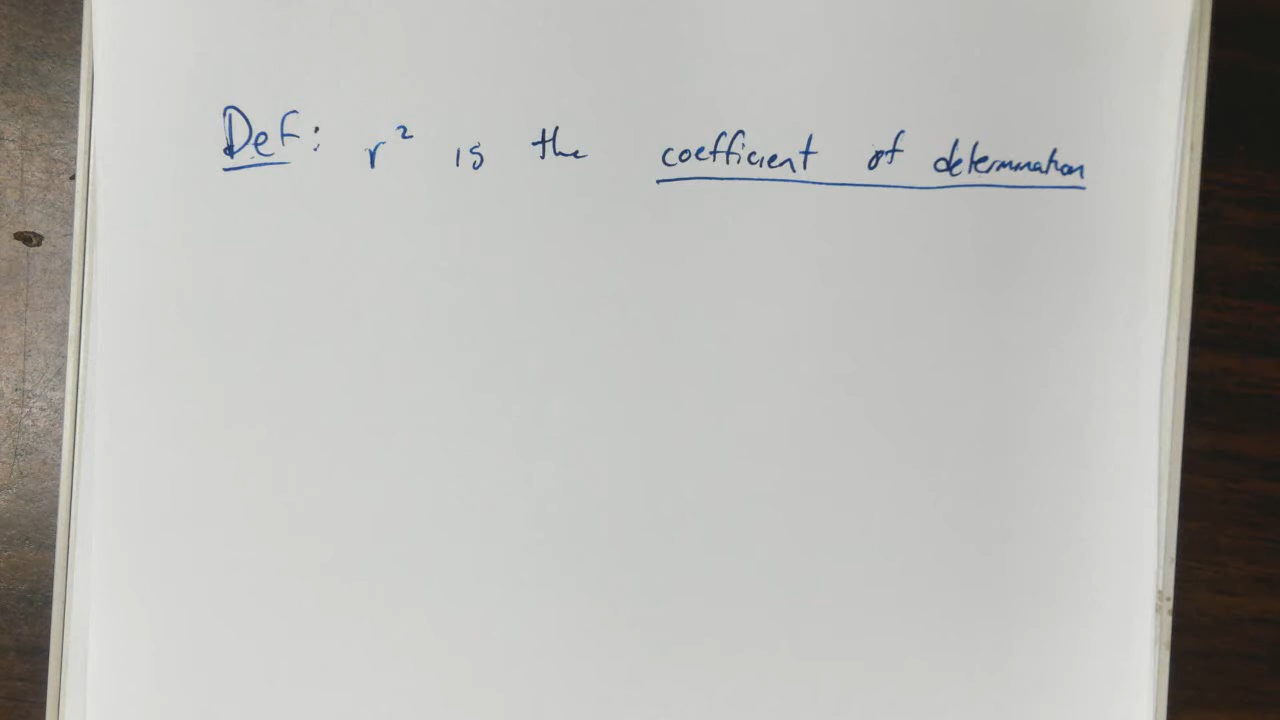 Def: r² is the coefficient of determination